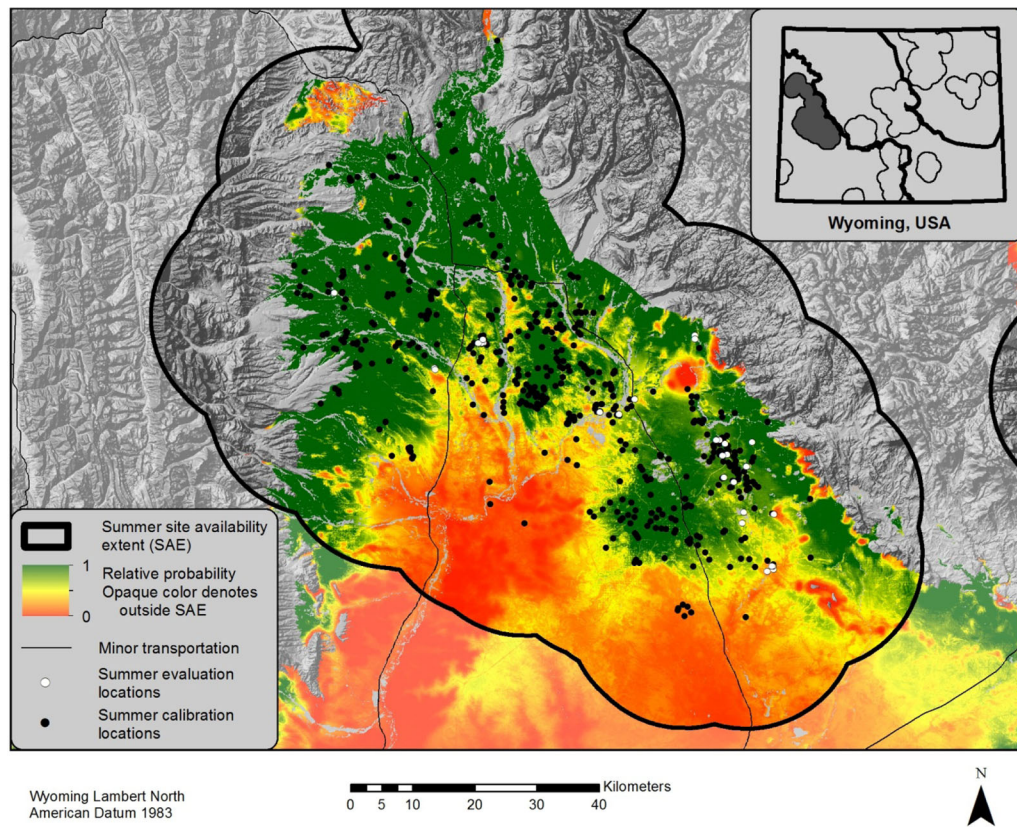 Wyoming, USA
Summer site availability
extent (SAE)
1
Relative probability
Opaque color denotes
0
outside SAE
Minor transportation
Summer evaluation
locations
Summer calibration
locations
Wyoming Lambert North
American Datum 1983
Kilometers
0 5 10 20 30 40
N